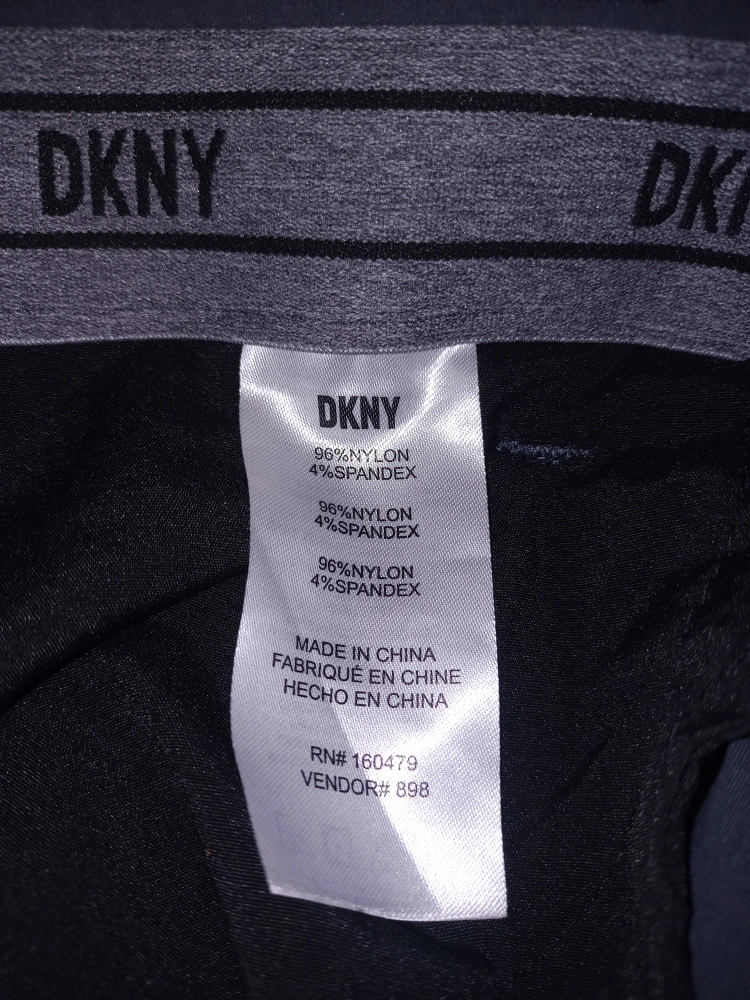 DKNY DKN
DKNY
96%NYLON
4%SPANDEX
96%NYLON
4%SPANDEX
96%NYLON
4%SPANDEX
MADE IN CHINA
FABRIQUÉ EN CHINE
HECHO EN CHINA
RN# 160479
VENDOR# 898